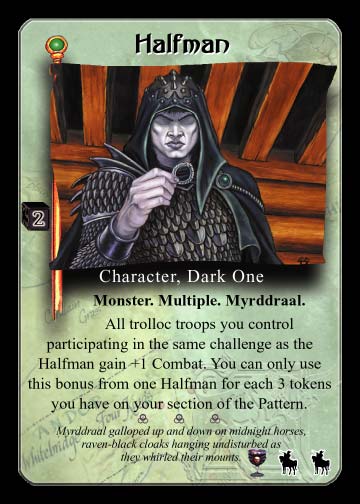 Halfman
2
Character, Dark One
Monster. Multiple. Myrddraal.
All trolloc troops you control
participating in the same challenge as the
Halfman gain +1 Combat. You can only use
this bonus from one Halfman for each 3 tokens
you have on your section of the Pattern.
Myrddraal galloped up and down on midnight horses,
raven-black cloaks hanging undisturbed as
they whirled their mounts.
Whitebridge
Four